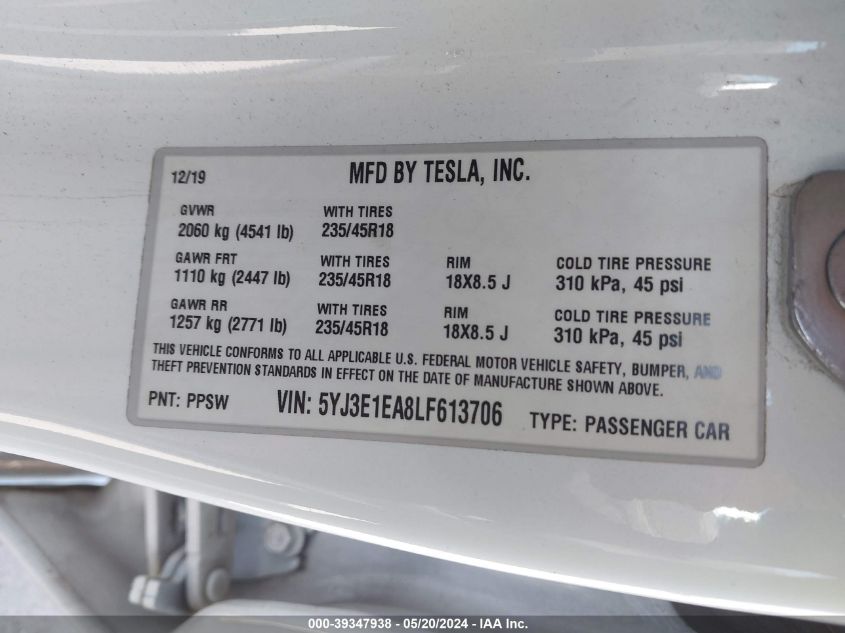 12/19 MFD BY TESLA, INC.
GVWR WITH TIRES
2060 kg (4541 lb) 235/45R18
GAWR FRT WITH TIRES RIM COLD TIRE PRESSURE
1110 kg (2447 lb) 235/45R18 18X8.5 J 310 kPa, 45 psi
GAWR RR WITH TIRES RIM COLD TIRE PRESSURE
1257 kg (2771 lb) 235/45R18 18X8.5 J 310 kPa, 45 psi
THIS VEHICLE CONFORMS TO ALL APPLICABLE U.S. FEDERAL MOTOR VEHICLE SAFETY, BUMPER, AND
THEFT PREVENTION STANDARDS IN EFFECT ON THE DATE OF MANUFACTURE SHOWN ABOVE.
PNT: PPSW VIN: 5YJ3E1EA8LF613706 TYPE: PASSENGER CAR
000-39347938 - 05/20/2024 - IAA Inc.